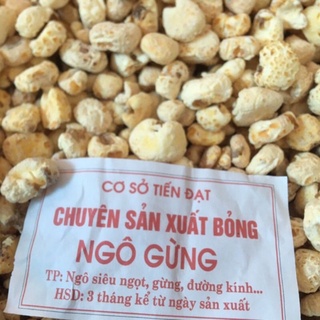 CƠ SỞ TIẾN ĐẠT
CHUYÊN SẢN XUẤT BỎNG
NGÔ GỪNG
TP: Ngô siêu ngọt, gừng, đường kính...
HSD: 3 tháng kể từ ngày sản xuất